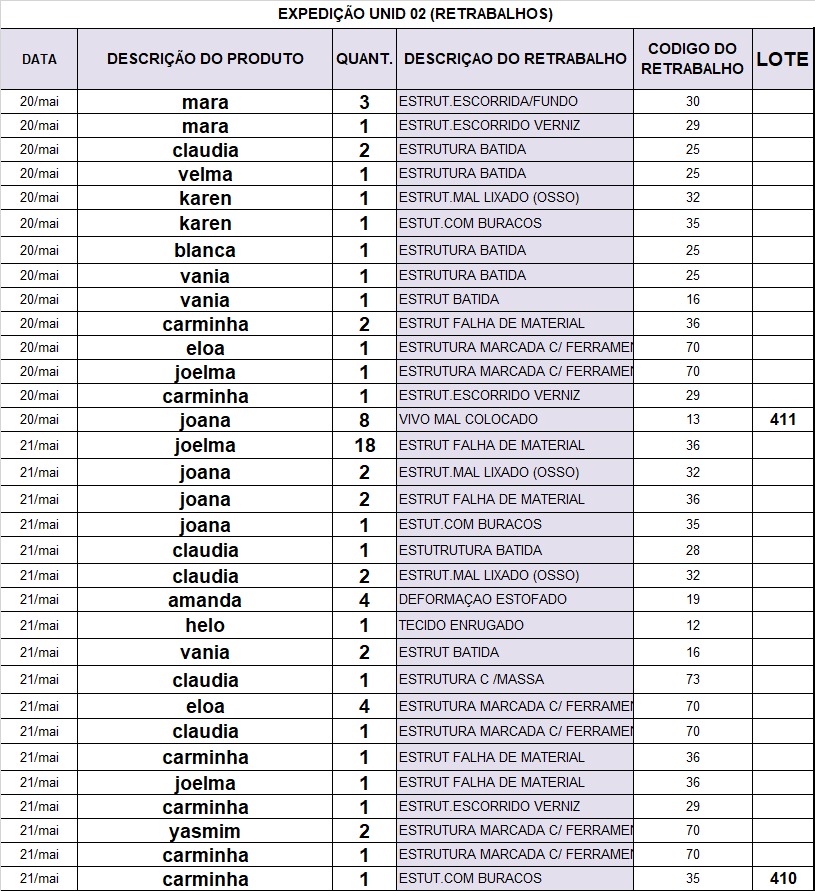 EXPEDIÇÃO UNID 02 (RETRABALHOS)
DATA DESCRIÇÃO DO PRODUTO QUANT. DESCRIÇAO DO RETRABALHO CODIGO DO RETRABALHO LOTE
20/mai mara 3 ESTRUT.ESCORRIDA/FUNDO 30
20/mai mara 1 ESTRUT.ESCORRIDO VERNIZ 29
20/mai claudia 2 ESTRUTURA BATIDA 25
20/mai velma 1 ESTRUTURA BATIDA 25
20/mai karen 1 ESTRUT.MAL LIXADO (OSSO) 32
20/mai karen 1 ESTUT.COM BURACOS 35
20/mai blanca 1 ESTRUTURA BATIDA 25
20/mai vania 1 ESTRUTURA BATIDA 25
20/mai vania 1 ESTRUT BATIDA 16
20/mai carminha 2 ESTRUT FALHA DE MATERIAL 36
20/mai eloa 1 ESTRUTURA MARCADA C/ FERRAMEN 70
20/mai joelma 1 ESTRUTURA MARCADA C/ FERRAMEN 70
20/mai carminha 1 ESTRUT.ESCORRIDO VERNIZ 29
20/mai joana 8 VIVO MAL COLOCADO 13 411
21/mai joelma 18 ESTRUT FALHA DE MATERIAL 36
21/mai joana 2 ESTRUT.MAL LIXADO (OSSO) 32
21/mai joana 2 ESTRUT FALHA DE MATERIAL 36
21/mai joana 1 ESTUT.COM BURACOS 35
21/mai claudia 1 ESTUTRUTURA BATIDA 28
21/mai claudia 2 ESTRUT.MAL LIXADO (OSSO) 32
21/mai amanda 4 DEFORMAÇAO ESTOFADO 19
21/mai helo 1 TECIDO ENRUGADO 12
21/mai vania 2 ESTRUT BATIDA 16
21/mai claudia 1 ESTRUTURA C /MASSA 73
21/mai eloa 4 ESTRUTURA MARCADA C/ FERRAMEN 70
21/mai claudia 1 ESTRUTURA MARCADA C/ FERRAMEN 70
21/mai carminha 1 ESTRUT FALHA DE MATERIAL 36
21/mai joelma 1 ESTRUT FALHA DE MATERIAL 36
21/mai carminha 1 ESTRUT.ESCORRIDO VERNIZ 29
21/mai yasmim 2 ESTRUTURA MARCADA C/ FERRAMEN 70
21/mai carminha 1 ESTRUTURA MARCADA C/ FERRAMEN 70
21/mai carminha 1 ESTUT.COM BURACOS 35 410